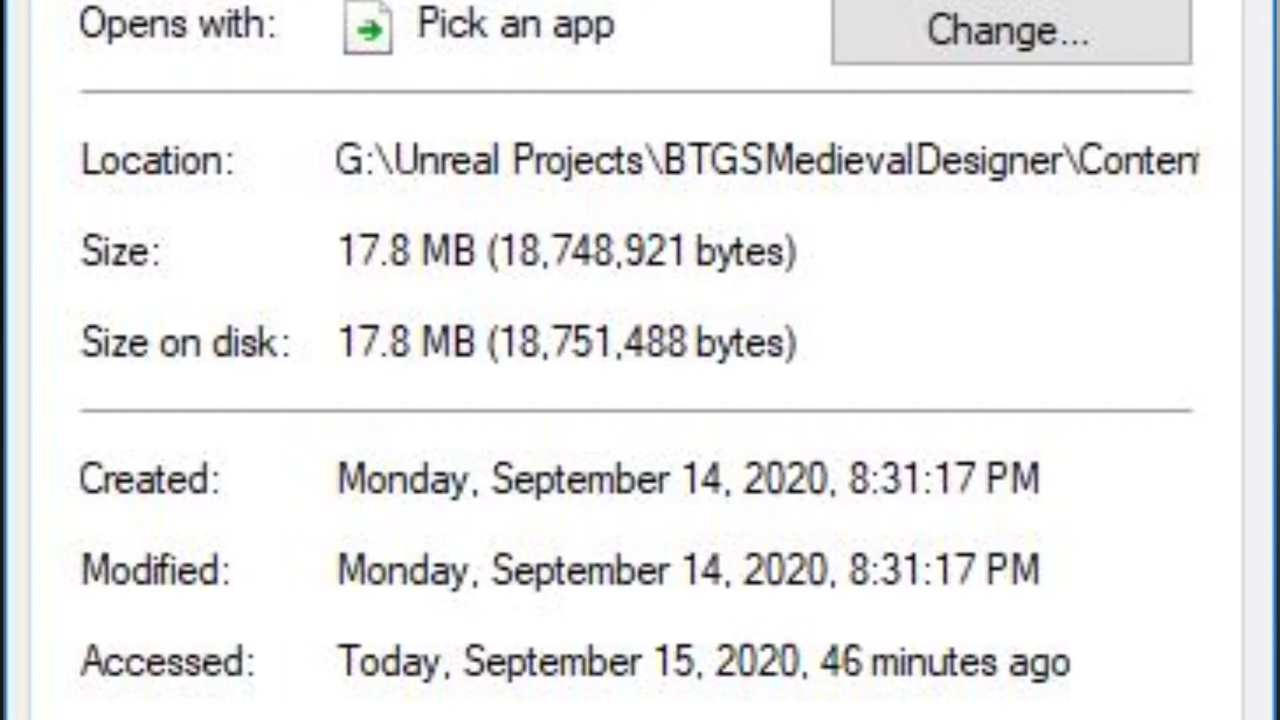 Opens with: Pick an app Change...
Location: G:\Unreal Projects\BTGSMedievalDesigner\Conten
Size: 17.8 MB (18,748,921 bytes)
Size on disk: 17.8 MB (18,751,488 bytes)
Created: Monday, September 14, 2020, 8:31:17 PM
Modified: Monday, September 14, 2020, 8:31:17 PM
Accessed: Today, September 15, 2020, 46 minutes ago